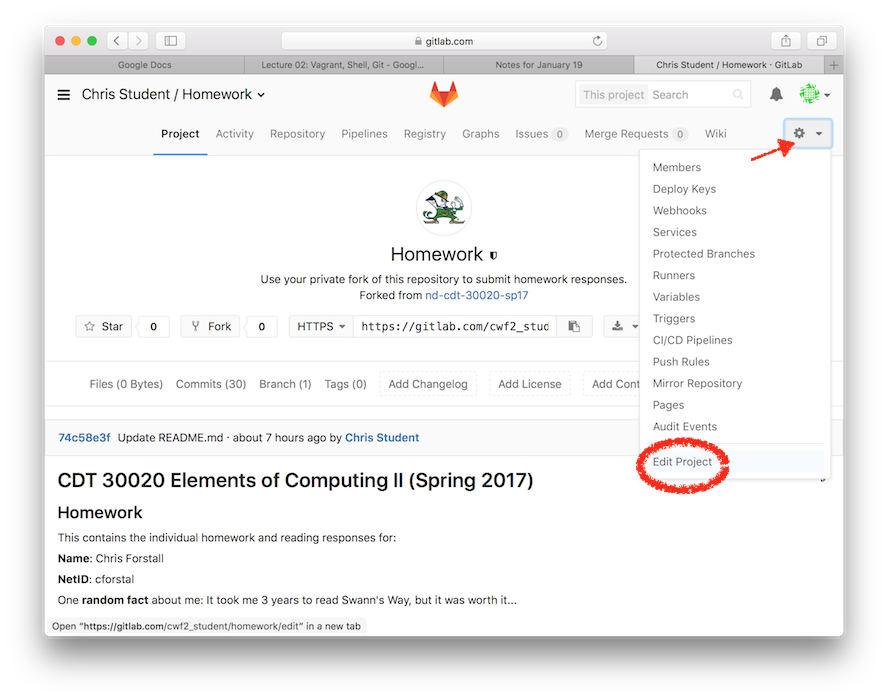 gitlab.com
Google Docs
Lecture 02: Vagrant, Shell, Git - Googl...
Notes for January 19
Chris Student / Homework · GitLab
Chris Student / Homework
This project Search
Project Activity Repository Pipelines Registry Graphs Issues 0 Merge Requests 0 Wiki
Members
Deploy Keys
Webhooks
Services
Protected Branches
Runners
Variables
Triggers
CI/CD Pipelines
Push Rules
Mirror Repository
Pages
Audit Events
Edit Project
Homework
Use your private fork of this repository to submit homework responses.
Forked from nd-cdt-30020-sp17
Star 0 Fork 0 HTTPS https://gitlab.com/cwf2_stud
Files (0 Bytes) Commits (30) Branch (1) Tags (0) Add Changelog Add License Add Cont
74c58e3f Update README.md · about 7 hours ago by Chris Student
CDT 30020 Elements of Computing II (Spring 2017)
Homework
This contains the individual homework and reading responses for:
Name: Chris Forstall
NetID: cforstal
One random fact about me: It took me 3 years to read Swann's Way, but it was worth it...
Open “https://gitlab.com/cwf2_student/homework/edit” in a new tab